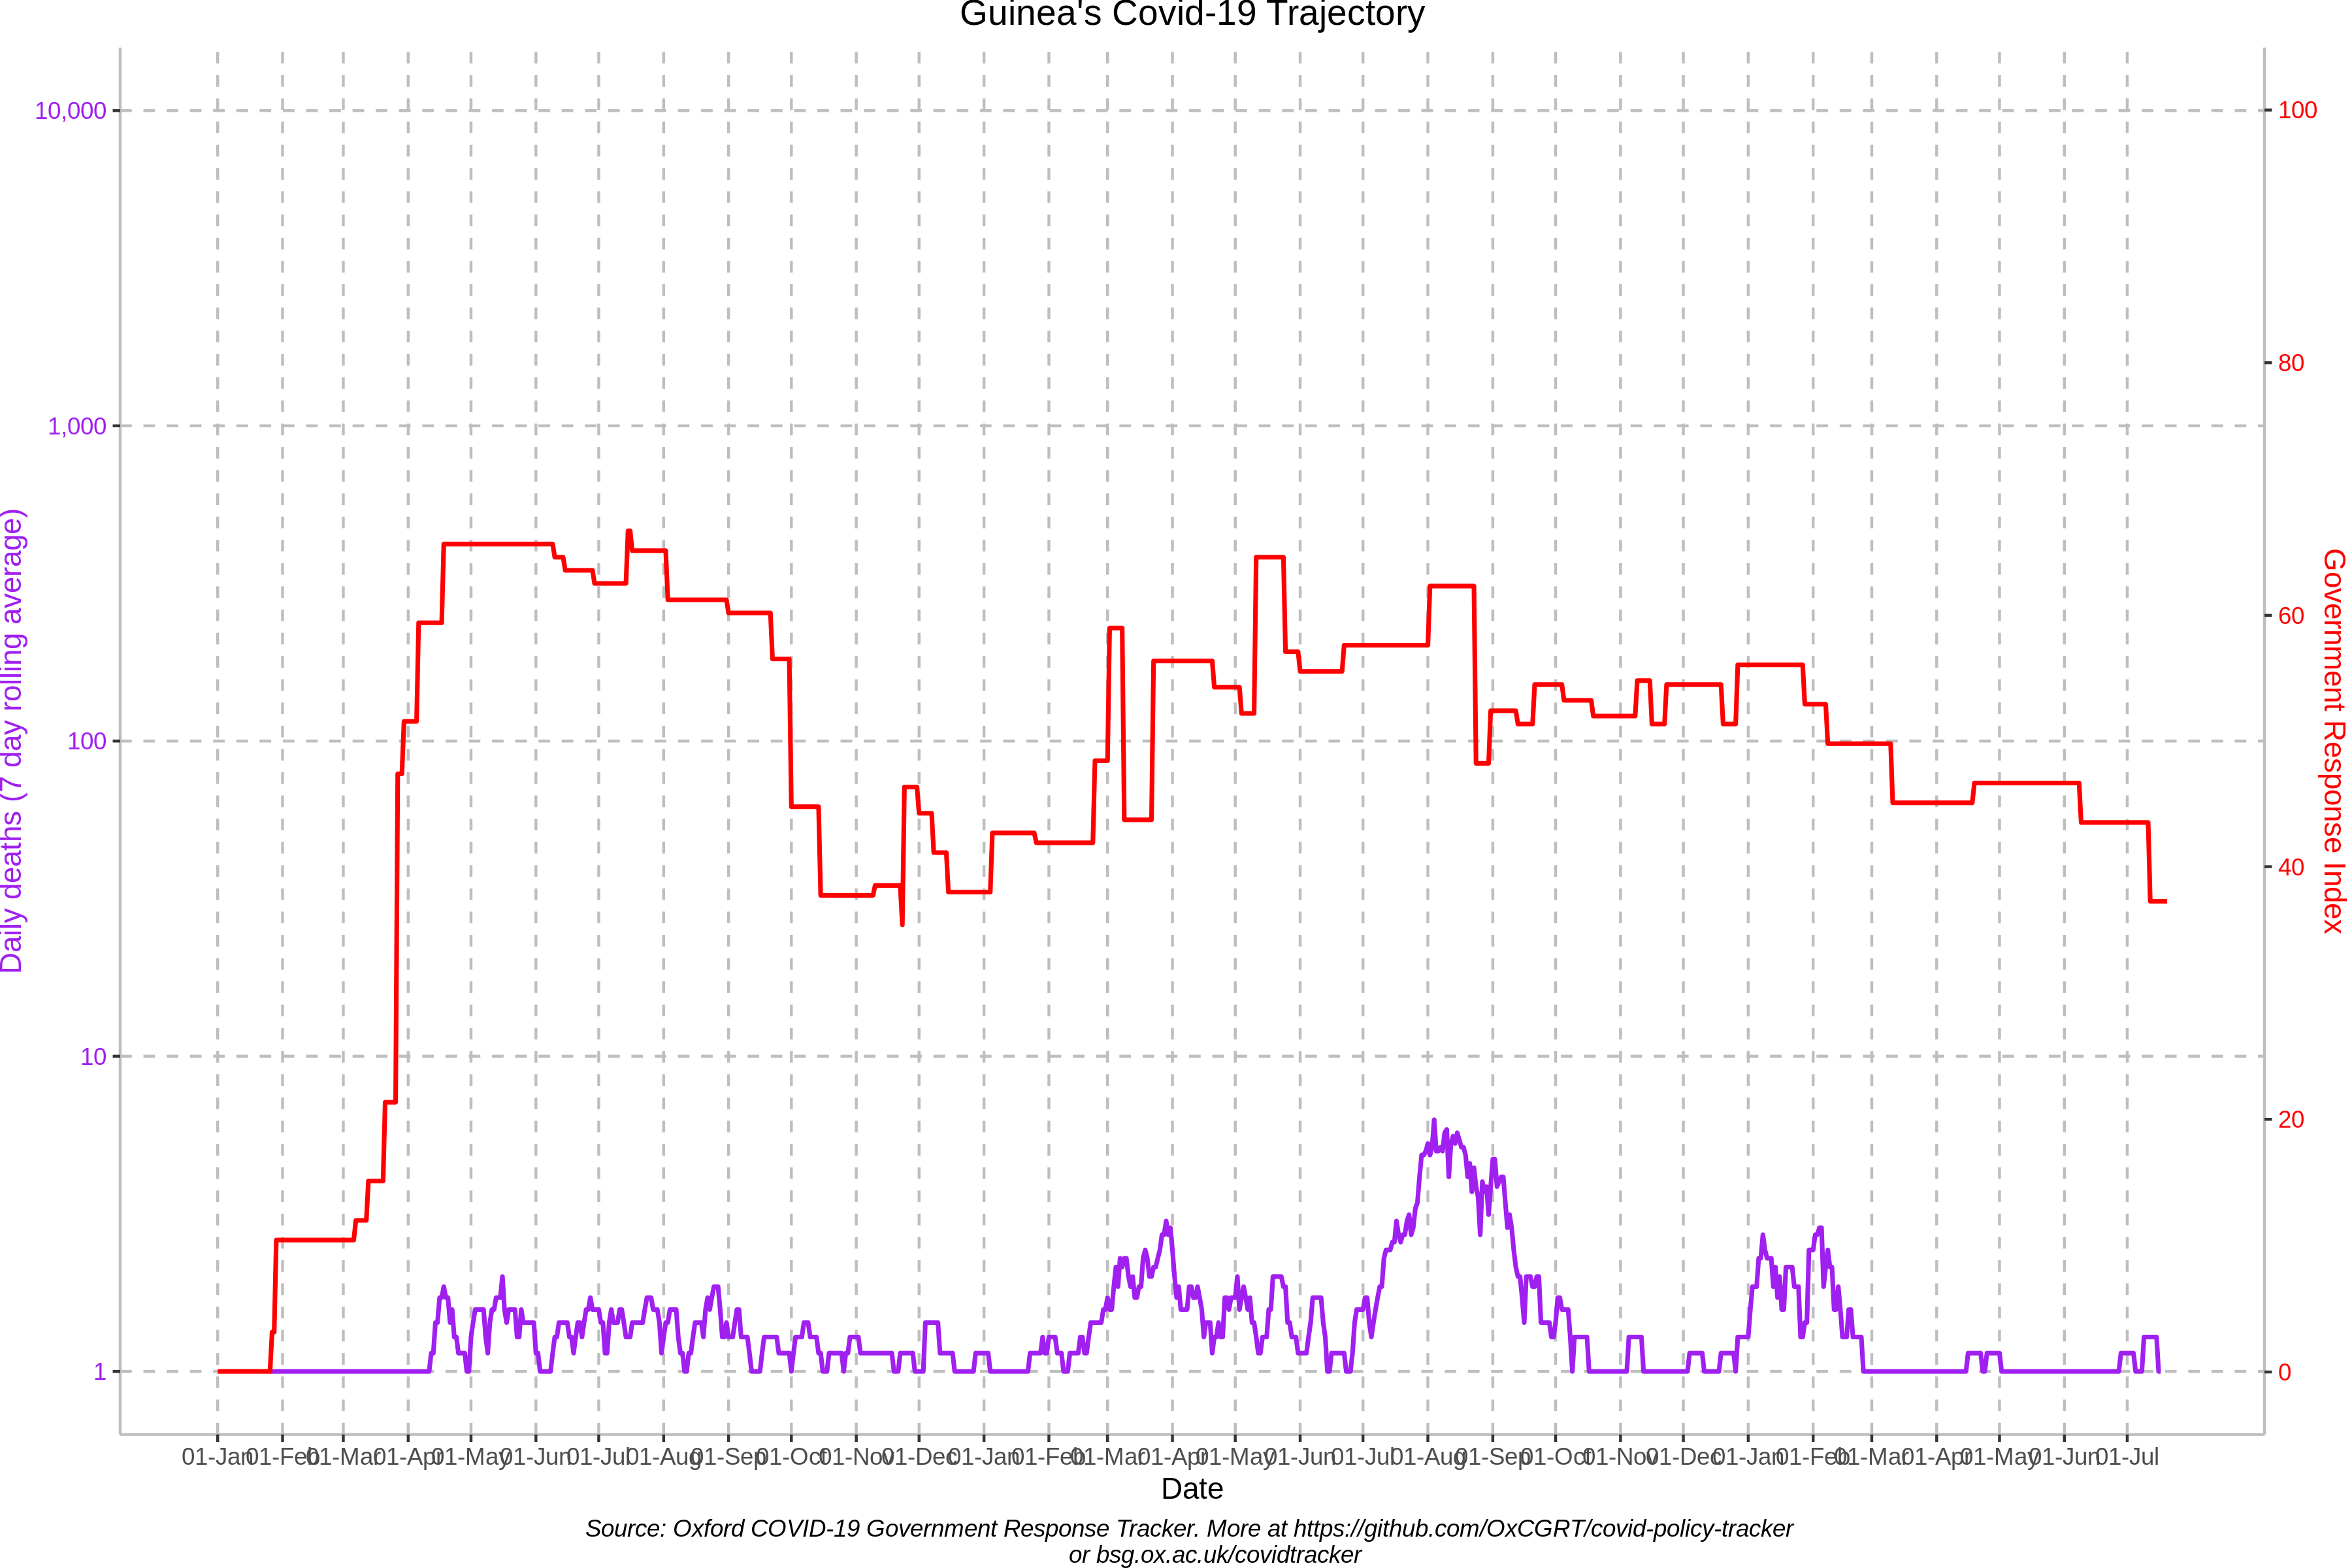 Guinea's Covid-19 Trajectory
10,000
1,000
100
10
1
Daily deaths (7 day rolling average)
100
80
60
40
20
0
Government Response Index
01-Jan 01-Feb 01-Mar 01-Apr 01-May 01-Jun 01-Jul 01-Aug 01-Sep 01-Oct 01-Nov 01-Dec 01-Jan 01-Feb 01-Mar 01-Apr 01-May 01-Jun 01-Jul 01-Aug 01-Sep 01-Oct 01-Nov 01-Dec 01-Jan 01-Feb 01-Mar 01-Apr 01-May 01-Jun 01-Jul
Date
Source: Oxford COVID-19 Government Response Tracker. More at https://github.com/OxCGRT/covid-policy-tracker
or bsg.ox.ac.uk/covidtracker